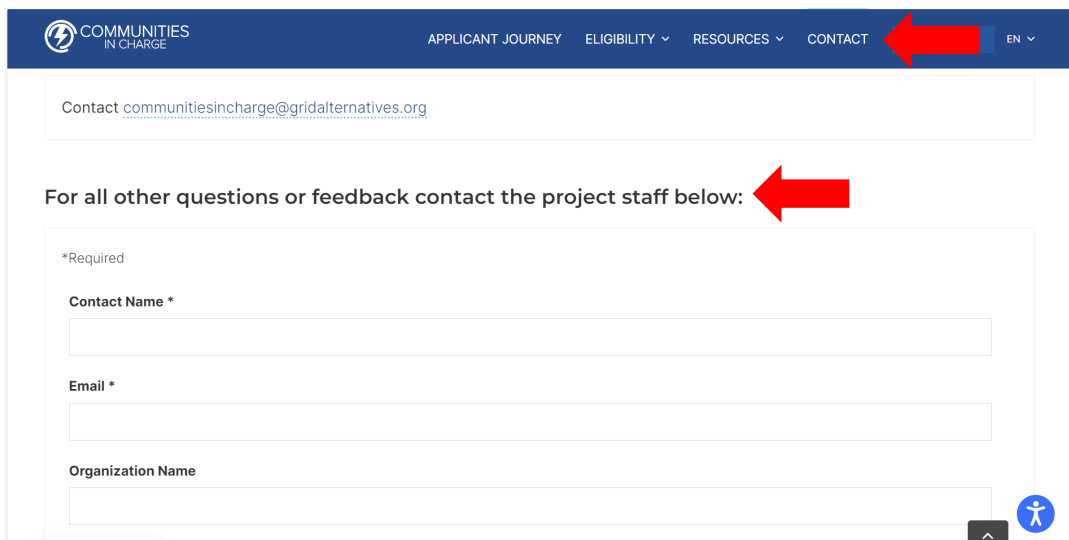 COMMUNITIES
IN CHARGE
APPLICANT JOURNEY ELIGIBILITY RESOURCES CONTACT EN
Contact communitiesincharge@gridalternatives.org
For all other questions or feedback contact the project staff below:
*Required
Contact Name *
Email *
Organization Name